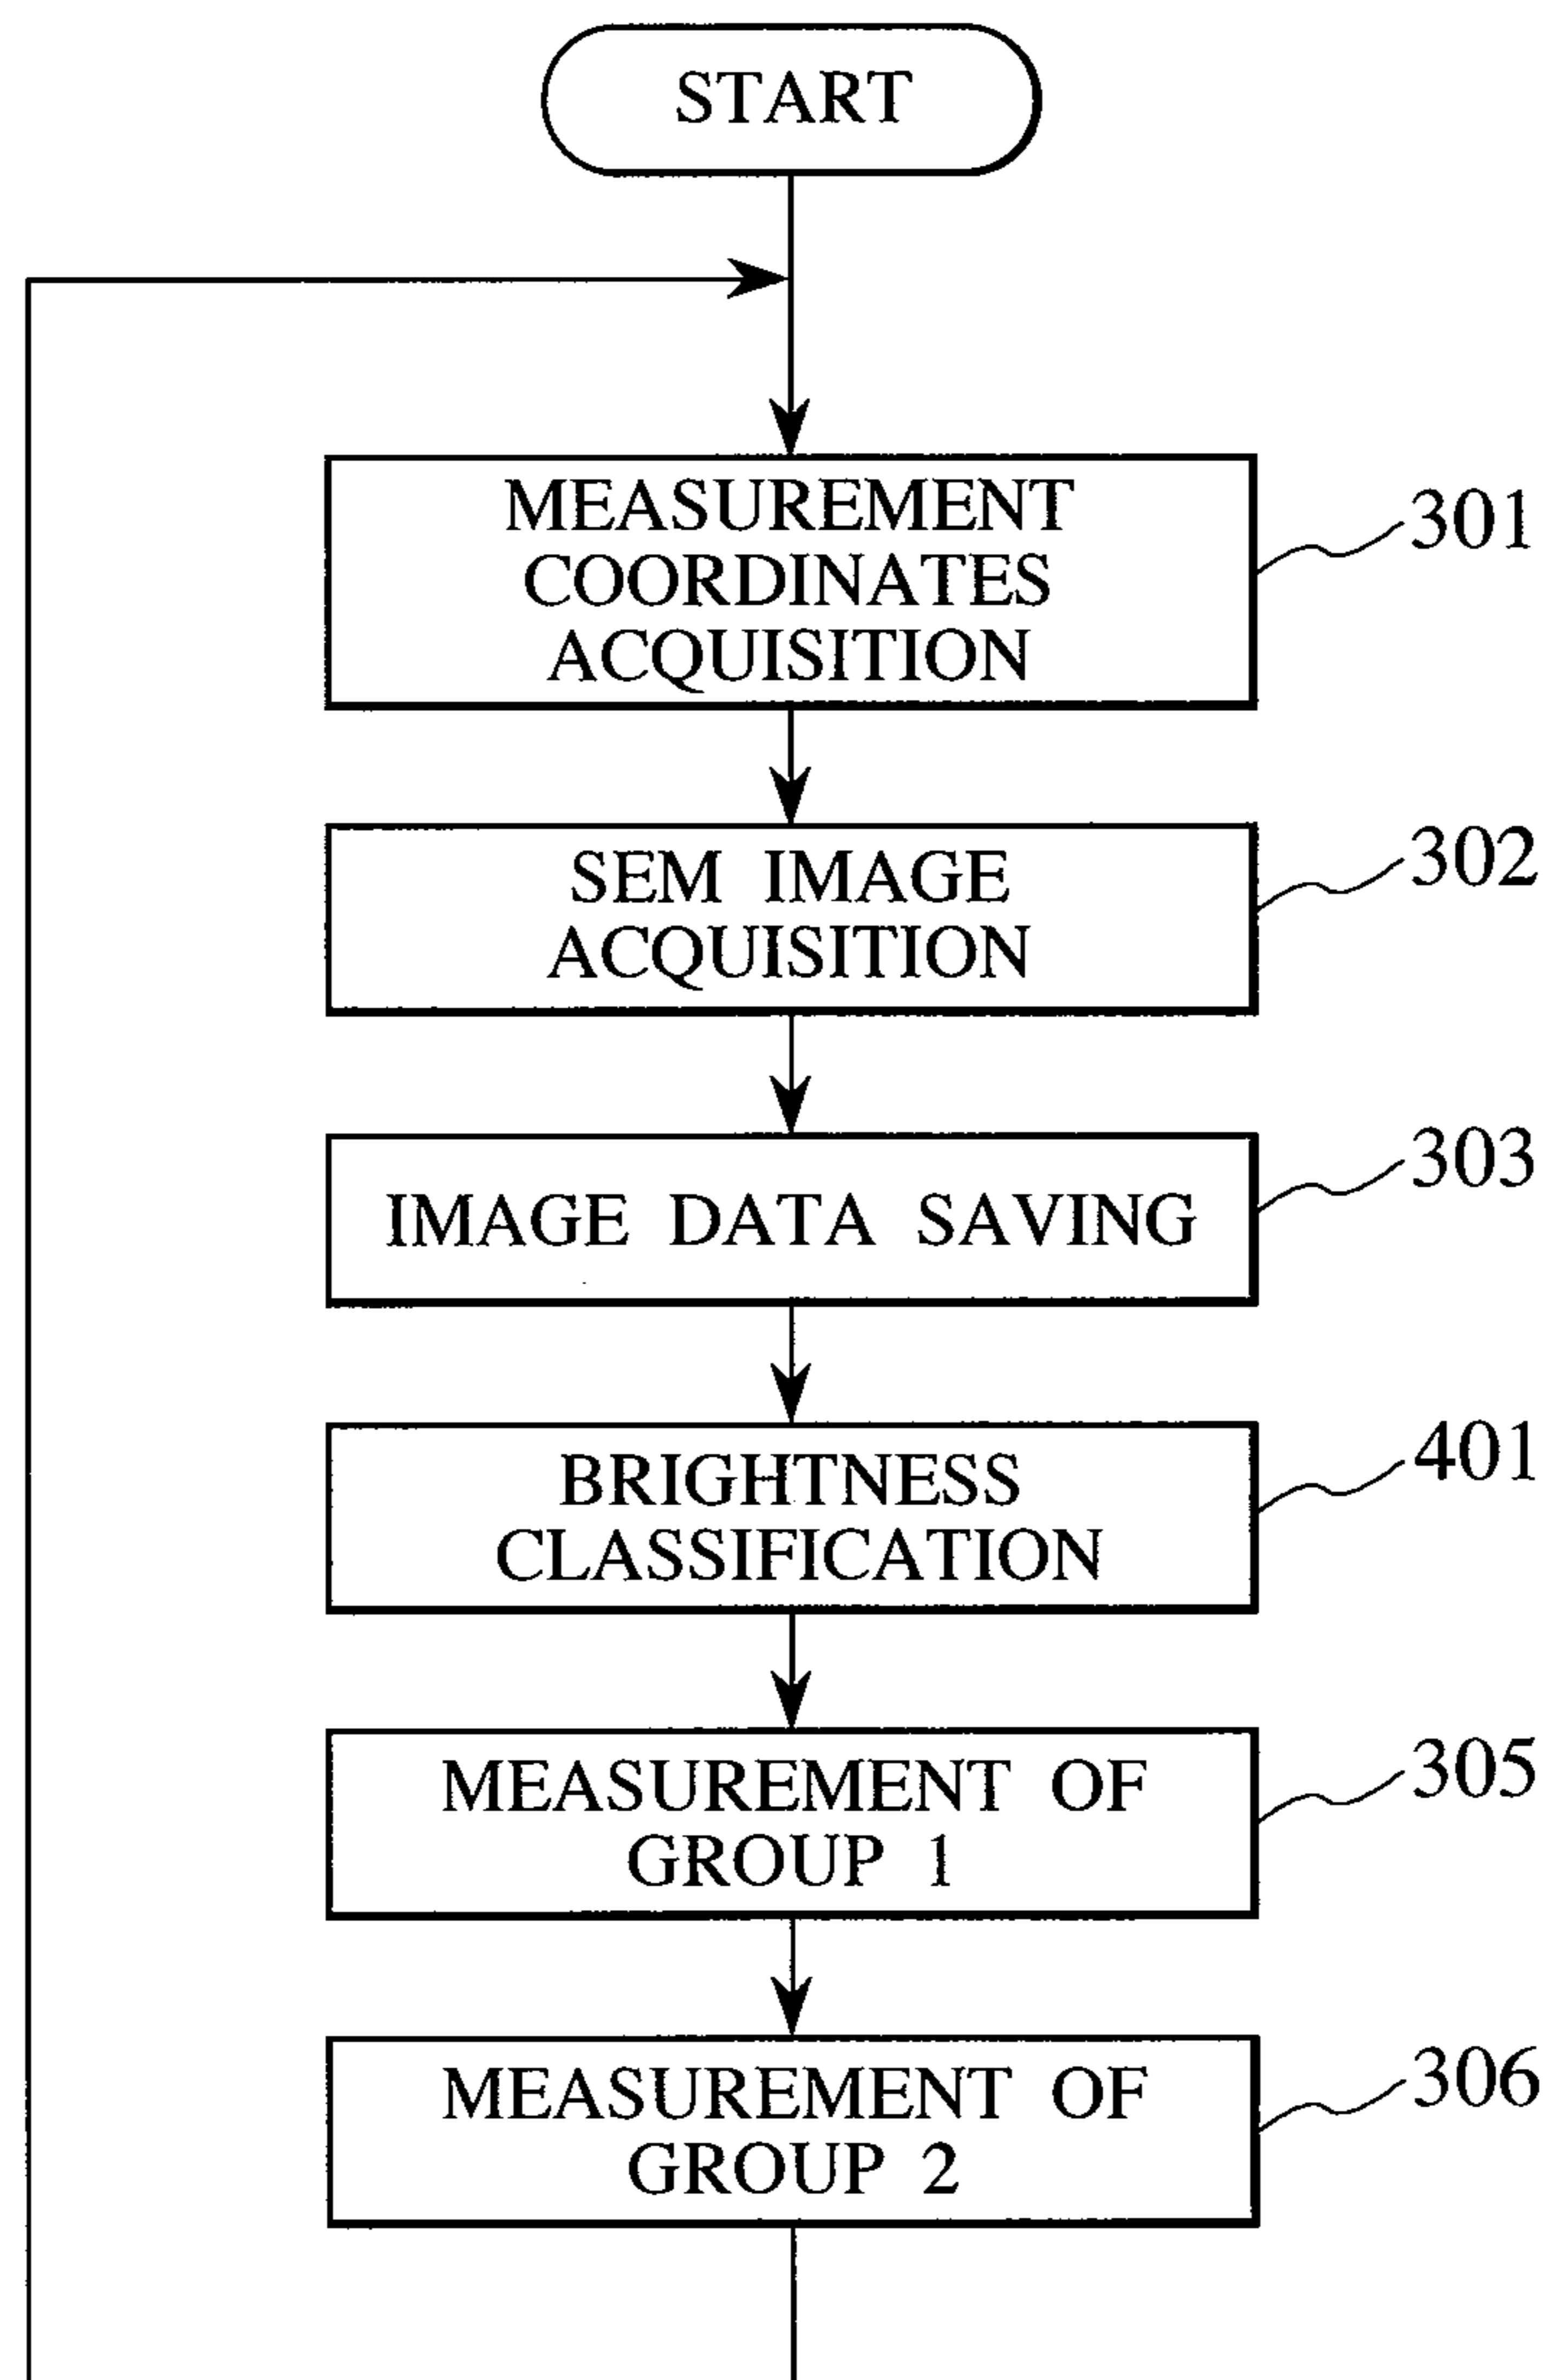 START
MEASUREMENT
COORDINATES
ACQUISITION
301
SEM IMAGE
ACQUISITION
302
IMAGE DATA SAVING
303
BRIGHTNESS
CLASSIFICATION
401
MEASUREMENT OF
GROUP 1
305
MEASUREMENT OF
GROUP 2
306